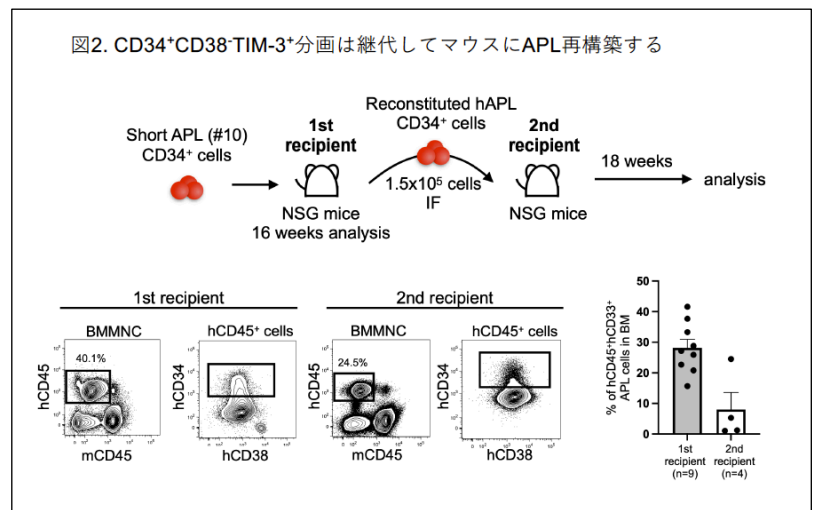 図2. CD34⁺CD38⁻TIM-3⁺分画は継代してマウスにAPL再構築する
Short APL (#10)
CD34⁺ cells
1st
recipient
NSG mice
16 weeks analysis
Reconstituted hAPL
CD34⁺ cells
1.5x10⁵ cells
IF
2nd
recipient
NSG mice
18 weeks
analysis
1st recipient
BMMNC
40.1%
hCD45
mCD45
hCD45⁺ cells
hCD34
hCD38
2nd recipient
BMMNC
24.5%
hCD45
mCD45
hCD45⁺ cells
hCD34
hCD38
% of hCD45⁺hCD33⁺
APL cells in BM
50
40
30
20
10
0
1st
recipient
(n=9)
2nd
recipient
(n=4)